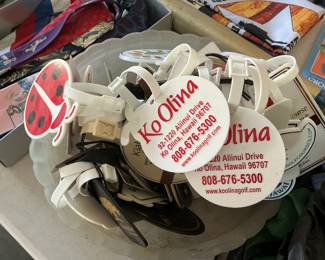 Ko Olina
92-1220 Aliinui Drive
Ko Olina, Hawaii 96707
808-676-5300
www.koolinagolf.com
Olina
1220 Aliinui Drive
Ko Olina, Hawaii 96707
808-676-5300
www.koolinagolf.com